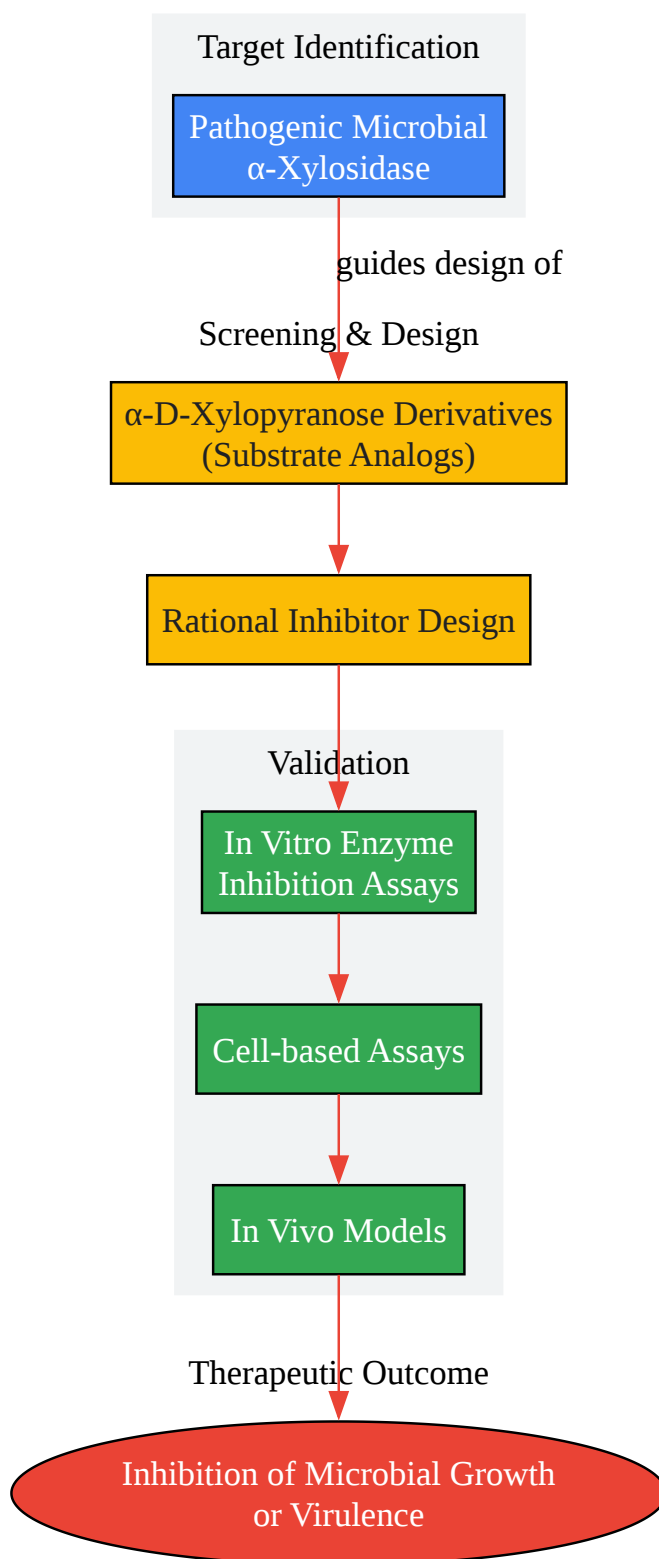 Target Identification
Pathogenic Microbial
α-Xylosidase
guides design of
Screening & Design
α-D-Xylopyranose Derivatives
(Substrate Analogs)
Rational Inhibitor Design
Validation
In Vitro Enzyme
Inhibition Assays
Cell-based Assays
In Vivo Models
Therapeutic Outcome
Inhibition of Microbial Growth
or Virulence